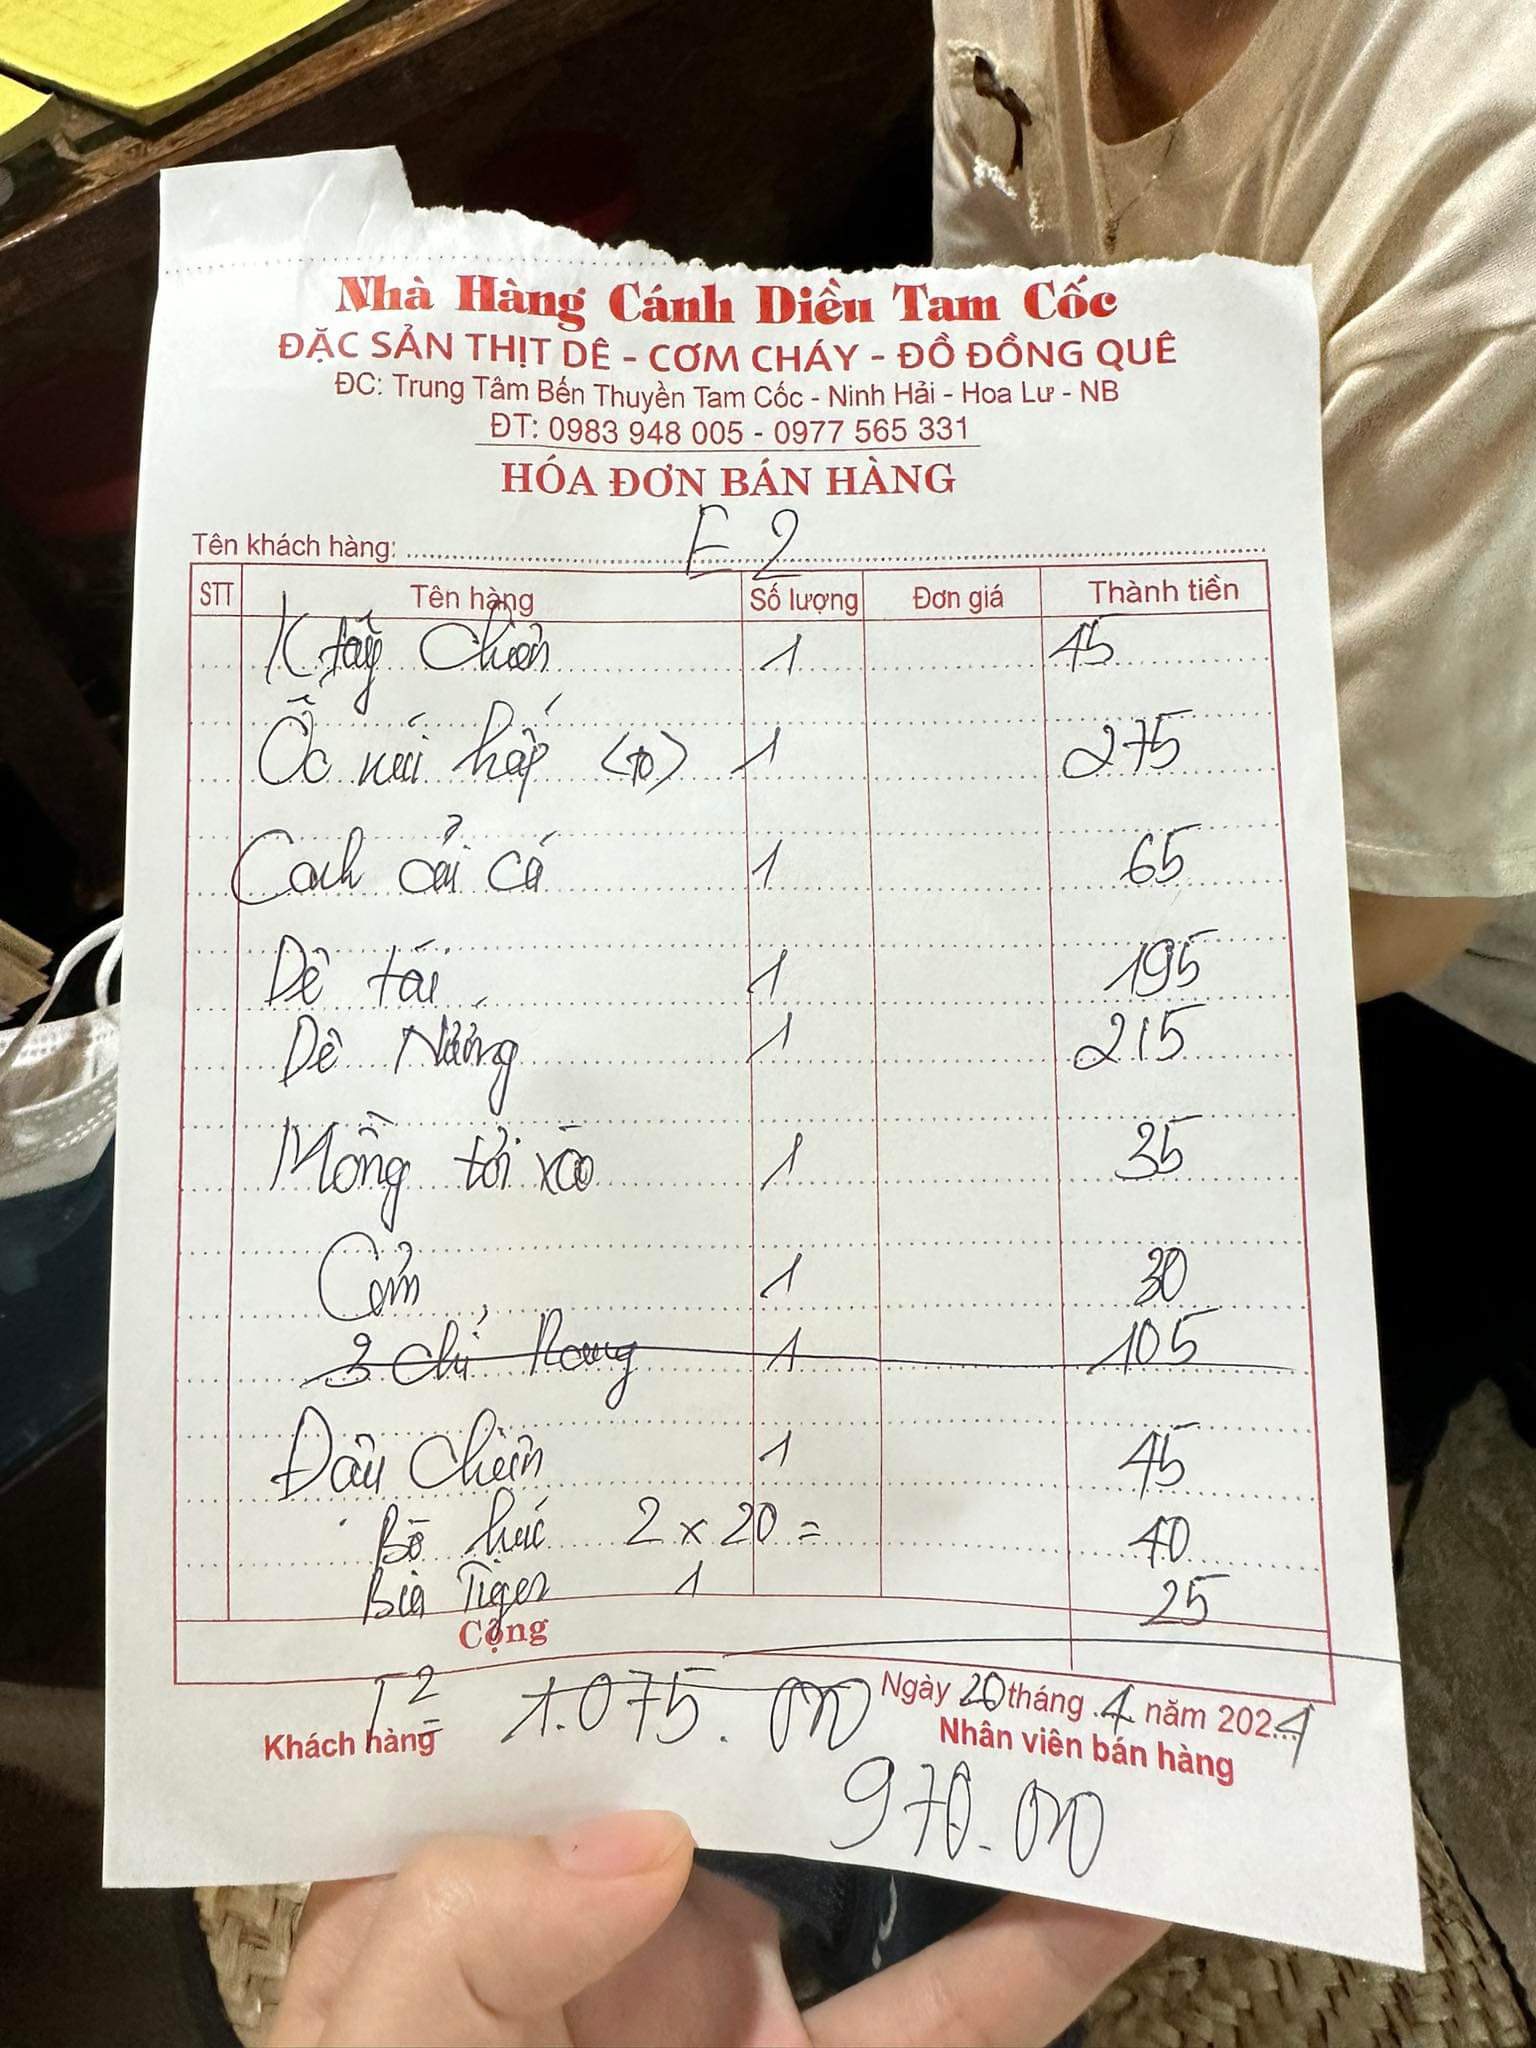 Nhà Hàng Cánh Diều Tam Cốc
ĐẶC SẢN THỊT DÊ - CƠM CHÁY - ĐỒ ĐỒNG QUÊ
ĐC: Trung Tâm Bến Thuyền Tam Cốc - Ninh Hải - Hoa Lư - NB
ĐT: 0983 948 005 - 0977 565 331
HÓA ĐƠN BÁN HÀNG
Tên khách hàng: E2
STT Tên hàng Số lượng Đơn giá Thành tiền
K tây Chiên 1 45
Ốc núi hấp 1 275
Canh cải cá 1 65
Dê tái 1 195
Dê Nướng 1 215
Mồng tơi xào 1 35
Cơm 1 30
3 chỉ Rang 1 105
Đậu Chiên 1 45
Bò húc 2 x 20 = 40
Bia Tiger 1 25
Cộng
T2 1.075.000
Ngày 20 tháng 4 năm 2024
Khách hàng Nhân viên bán hàng
970.000